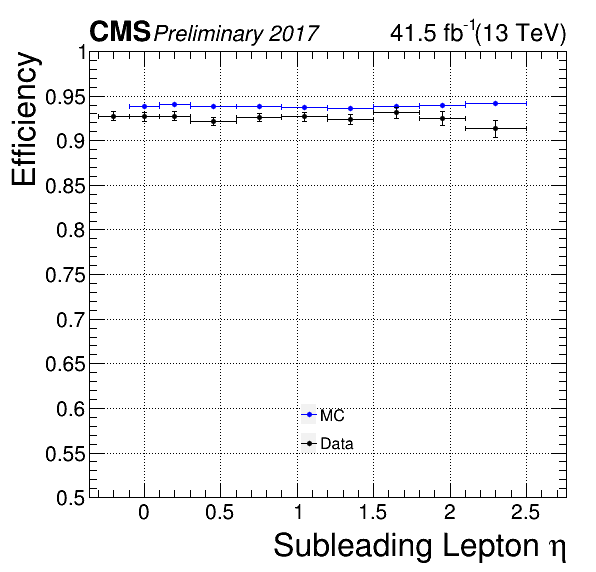 CMS Preliminary 2017 41.5 fb-1(13 TeV)
Efficiency
1
0.95
0.9
0.85
0.8
0.75
0.7
0.65
0.6
0.55
0.5
MC
Data
0 0.5 1 1.5 2 2.5
Subleading Lepton η